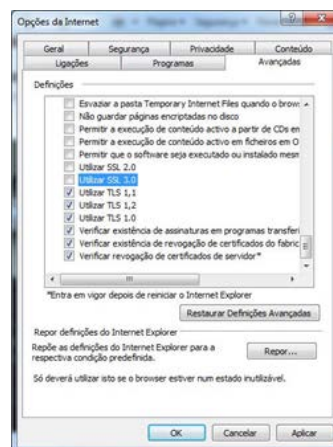 Opções da Internet
Geral
Segurança
Privacidade
Conteúdo
Ligações
Programas
Avançadas
Definições
Esvaziar a pasta Temporary Internet Files quando o brow
Não guardar páginas encriptadas no disco
Permitir a execução de conteúdo activo a partir de CDs em
Permitir a execução de conteúdo activo em ficheiros em O
Permitir que o software seja executado ou instalado mesm
Utilizar SSL 2.0
Utilizar SSL 3.0
Utilizar TLS 1,1
Utilizar TLS 1,2
Utilizar TLS 1.0
Verificar existência de assinaturas em programas transferi
Verificar existência de revogação de certificados do fabric
Verificar revogação de certificados de servidor*
*Entra em vigor depois de reiniciar o Internet Explorer
Restaurar Definições Avançadas
Repor definições do Internet Explorer
Repõe as definições do Internet Explorer para a
respectiva condição predefinida.
Repor...
Só deverá utilizar isto se o browser estiver num estado inutilizável.
OK
Cancelar
Aplicar